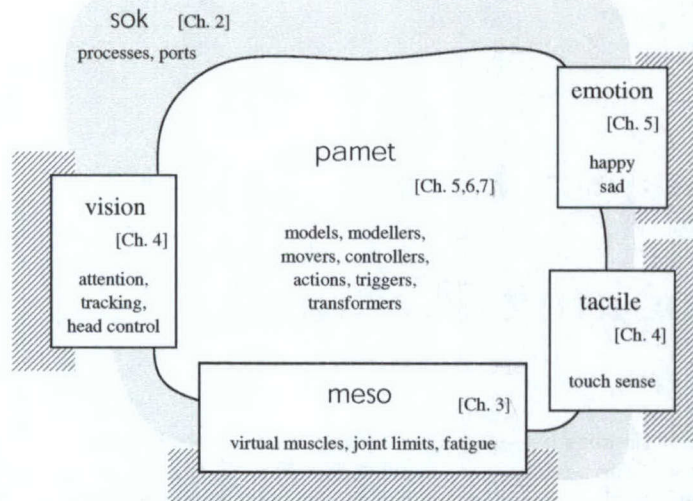 sok [Ch. 2]
processes, ports
emotion
[Ch. 5]
happy
sad
pamet
[Ch. 5,6,7]
models, modellers,
movers, controllers,
actions, triggers,
transformers
vision
[Ch. 4]
attention,
tracking,
head control
tactile
[Ch. 4]
touch sense
meso [Ch. 3]
virtual muscles, joint limits, fatigue